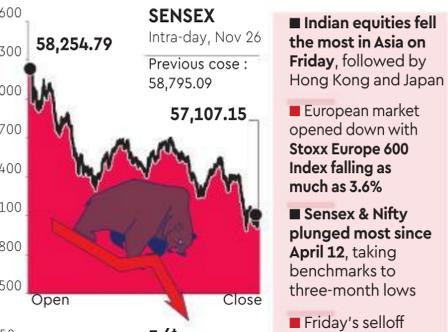 SENSEX
Intra-day, Nov 26
Previous cose :
58,795.09
58,254.79
57,107.15
600
300
000
700
400
100
800
500
Open
Close
■ Indian equities fell
the most in Asia on
Friday, followed by
Hong Kong and Japan
■ European market
opened down with
Stoxx Europe 600
Index falling as
much as 3.6%
■ Sensex & Nifty
plunged most since
April 12, taking
benchmarks to
three-month lows
■ Friday's selloff